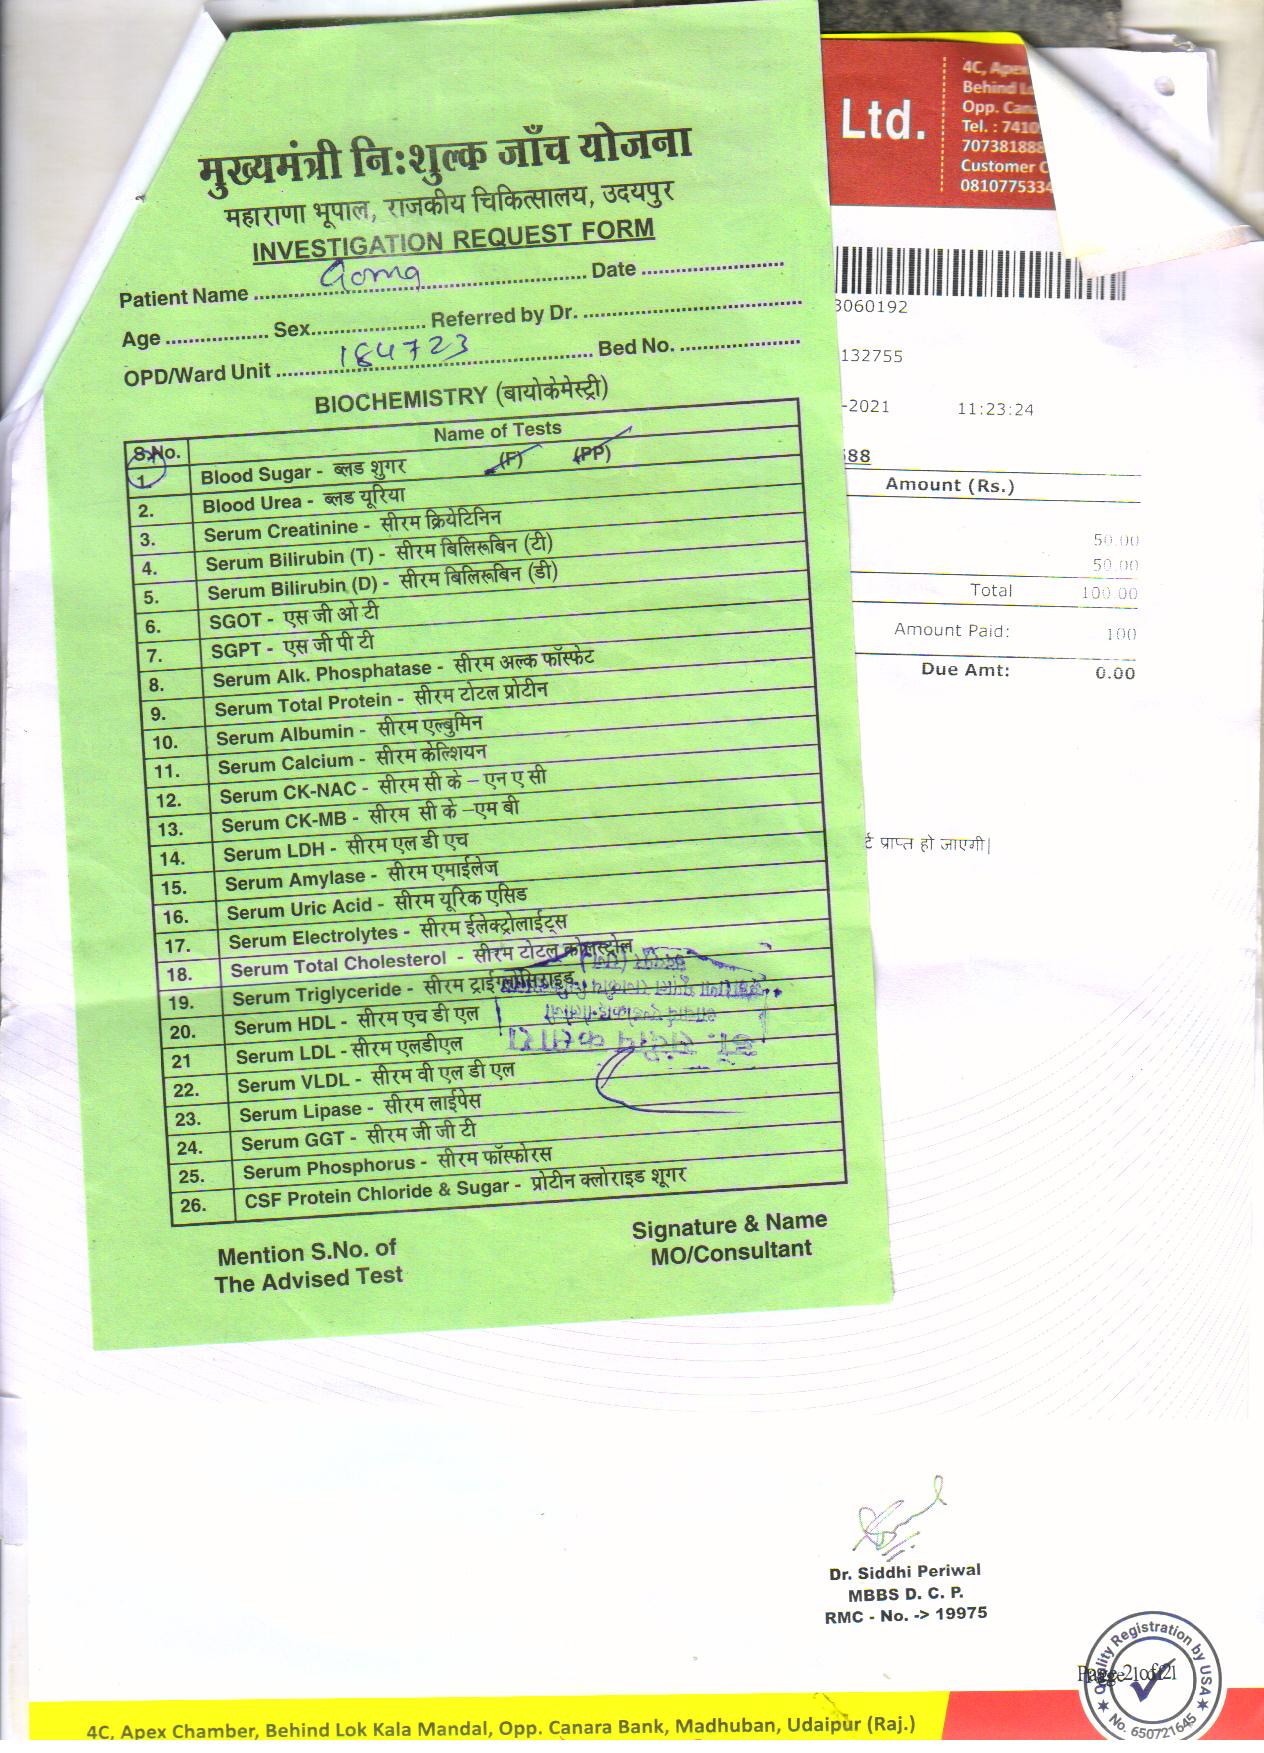 मुख्यमंत्री निःशुल्क जाँच योजना
महाराणा भूपाल, राजकीय चिकित्सालय, उदयपुर
INVESTIGATION REQUEST FORM
Patient Name Goma Date
Age Sex Referred by Dr.
OPD/Ward Unit 184723 Bed No.
BIOCHEMISTRY (बायोकेमेस्ट्री)
S.No. Name of Tests
1. Blood Sugar - ब्लड शुगर (F) (PP)
2. Blood Urea - ब्लड यूरिया
3. Serum Creatinine - सीरम क्रियेटिनिन
4. Serum Bilirubin (T) - सीरम बिलिरूबिन (टी)
5. Serum Bilirubin (D) - सीरम बिलिरूबिन (डी)
6. SGOT - एस जी ओ टी
7. SGPT - एस जी पी टी
8. Serum Alk. Phosphatase - सीरम अल्क फॉस्फेट
9. Serum Total Protein - सीरम टोटल प्रोटीन
10. Serum Albumin - सीरम एल्बुमिन
11. Serum Calcium - सीरम केल्शियन
12. Serum CK-NAC - सीरम सी के – एन ए सी
13. Serum CK-MB - सीरम सी के –एम बी
14. Serum LDH - सीरम एल डी एच
15. Serum Amylase - सीरम एमाईलेज
16. Serum Uric Acid - सीरम यूरिक एसिड
17. Serum Electrolytes - सीरम ईलेक्ट्रोलाईट्स
18. Serum Total Cholesterol - सीरम टोटल कोलस्ट्रोल
19. Serum Triglyceride - सीरम ट्राईग्लोसिराइड
20. Serum HDL - सीरम एच डी एल
21 Serum LDL - सीरम एलडीएल
22. Serum VLDL - सीरम वी एल डी एल
23. Serum Lipase - सीरम लाईपेस
24. Serum GGT - सीरम जी जी टी
25. Serum Phosphorus - सीरम फॉस्फोरस
26. CSF Protein Chloride & Sugar - प्रोटीन क्लोराइड शूगर
Mention S.No. of
The Advised Test
Signature & Name
MO/Consultant
Ltd.
4C, Apex
Behind
Opp. Cana
Tel. : 7410
707381888
Customer C
0810775334
3060192
132755
-2021 11:23:24
88
Amount (Rs.)
50.00
50.00
Total 100.00
Amount Paid: 100
Due Amt: 0.00
प्राप्त हो जाएगी|
Dr. Siddhi Periwal
MBBS D. C. P.
RMC - No. -> 19975
Quality Registration by USA
No. 650721645
4C, Apex Chamber, Behind Lok Kala Mandal, Opp. Canara Bank, Madhuban, Udaipur (Raj.)